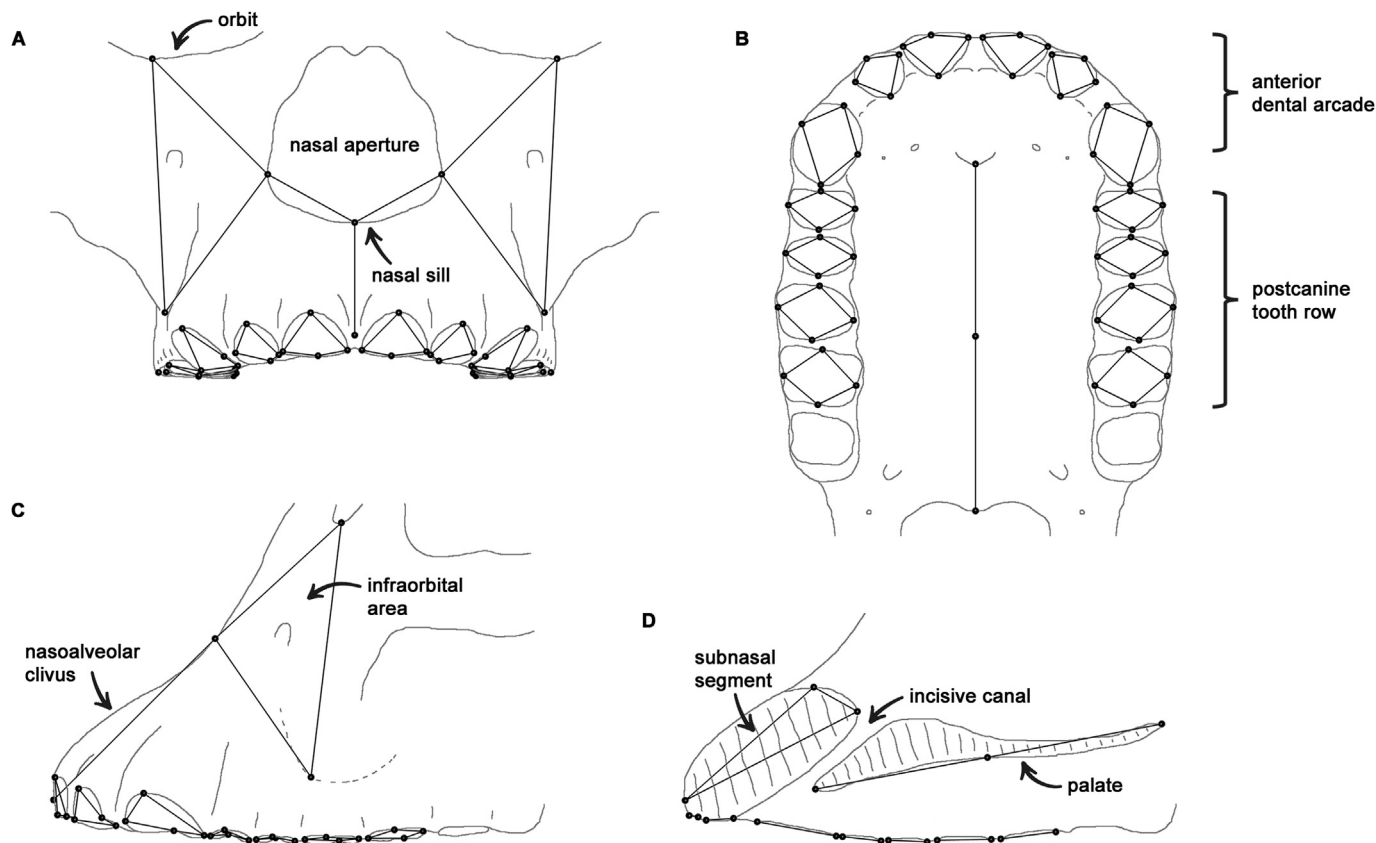 A
orbit
nasal aperture
nasal sill
B
anterior
dental arcade
postcanine
tooth row
C
infraorbital
area
nasoalveolar
clivus
D
subnasal
segment
incisive canal
palate